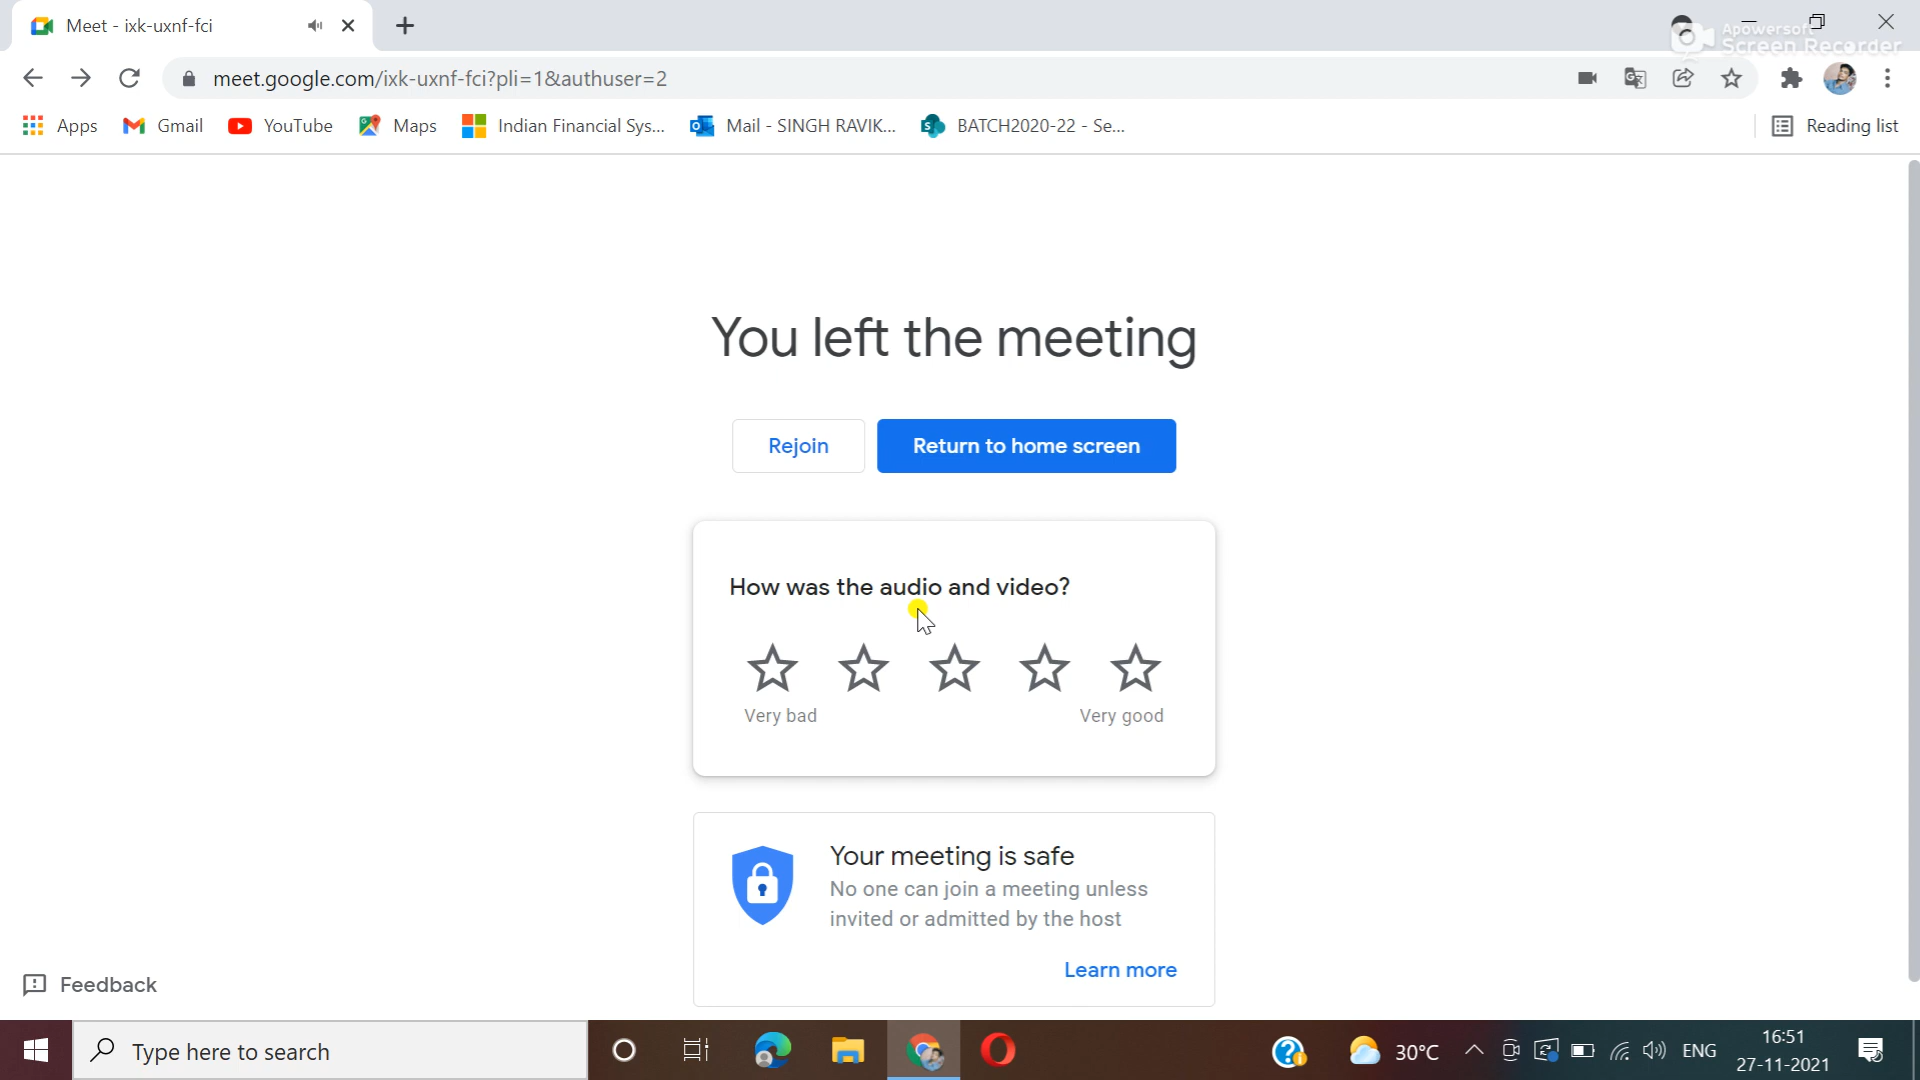 Meet - ixk-uxnf-fci
Apowersoft
Screen Recorder
meet.google.com/ixk-uxnf-fci?pli=1&authuser=2
Apps
Gmail
YouTube
Maps
Indian Financial Sys...
Mail - SINGH RAVIK...
BATCH2020-22 - Se...
Reading list
You left the meeting
Rejoin
Return to home screen
How was the audio and video?
Very bad
Very good
Your meeting is safe
No one can join a meeting unless
invited or admitted by the host
Learn more
Feedback
Type here to search
30°C
ENG
16:51
27-11-2021